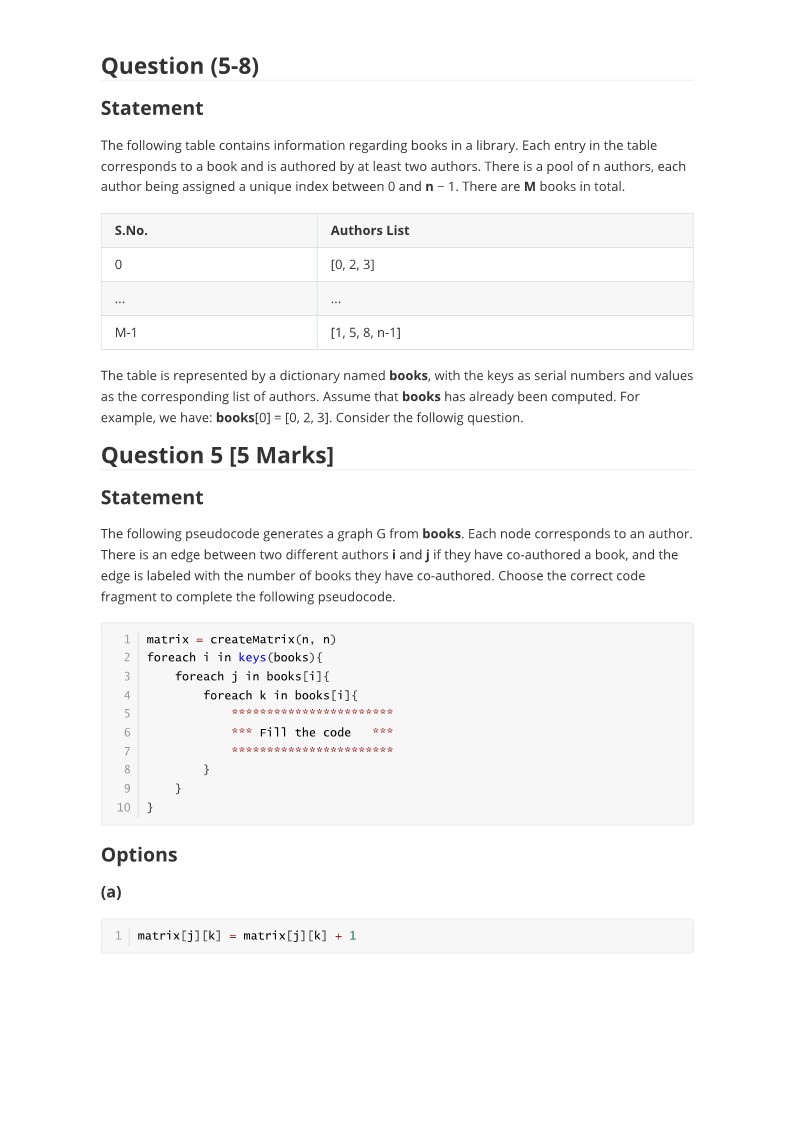 Question (5-8)
Statement
The following table contains information regarding books in a library. Each entry in the table
corresponds to a book and is authored by at least two authors. There is a pool of n authors, each
author being assigned a unique index between 0 and n − 1. There are M books in total.
S.No. Authors List
0 [0, 2, 3]
... ...
M-1 [1, 5, 8, n-1]
The table is represented by a dictionary named books, with the keys as serial numbers and values
as the corresponding list of authors. Assume that books has already been computed. For
example, we have: books[0] = [0, 2, 3]. Consider the followig question.
Question 5 [5 Marks]
Statement
The following pseudocode generates a graph G from books. Each node corresponds to an author.
There is an edge between two different authors i and j if they have co-authored a book, and the
edge is labeled with the number of books they have co-authored. Choose the correct code
fragment to complete the following pseudocode.
1 matrix = createMatrix(n, n)
2 foreach i in keys(books){
3     foreach j in books[i]{
4         foreach k in books[i]{
5             ***********************
6             *** Fill the code   ***
7             ***********************
8         }
9     }
10 }
Options
(a)
1 matrix[j][k] = matrix[j][k] + 1